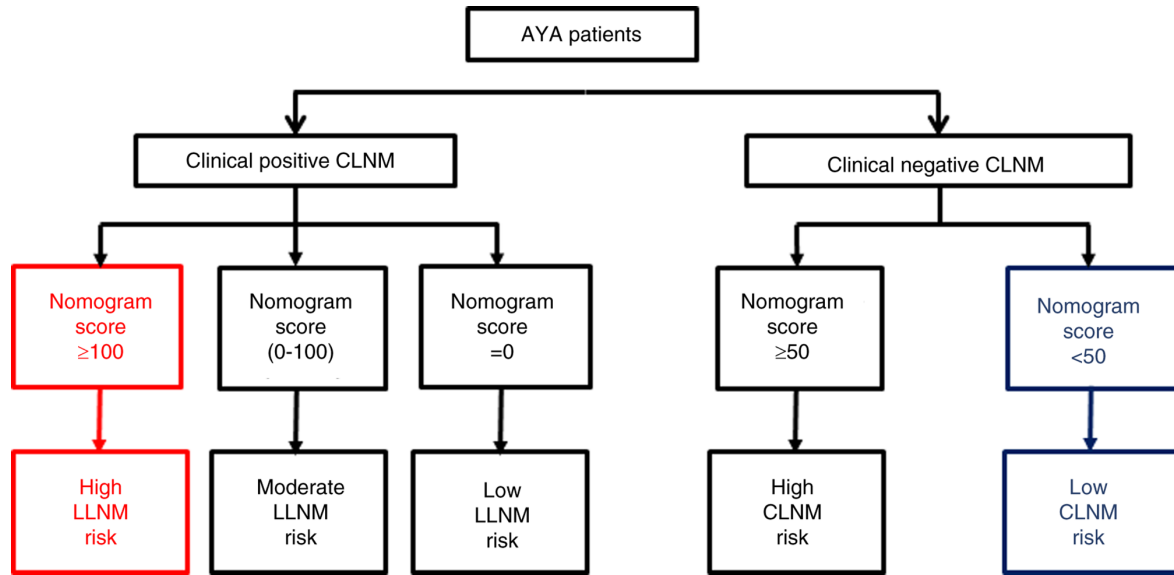 AYA patients
Clinical positive CLNM
Clinical negative CLNM
Nomogram
score
≥100
Nomogram
score
(0-100)
Nomogram
score
=0
Nomogram
score
≥50
Nomogram
score
<50
High
LLNM
risk
Moderate
LLNM
risk
Low
LLNM
risk
High
CLNM
risk
Low
CLNM
risk